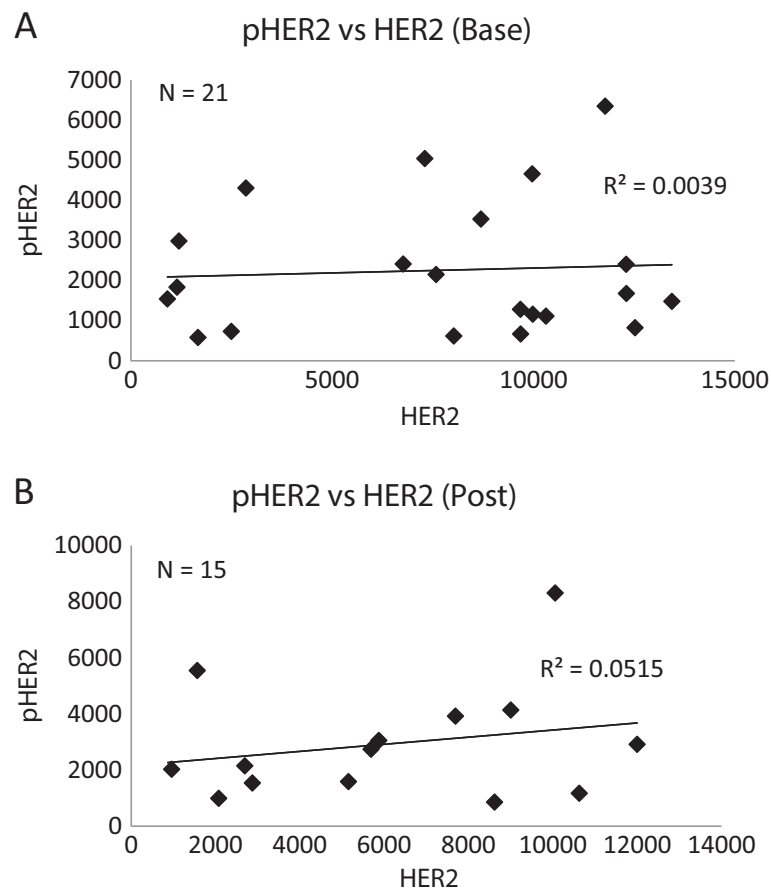 A
pHER2 vs HER2 (Base)
7000
N = 21
6000
5000
4000
R² = 0.0039
3000
2000
1000
0
pHER2
0 5000 10000 15000
HER2
B
pHER2 vs HER2 (Post)
10000
N = 15
8000
6000
R² = 0.0515
4000
2000
0
pHER2
0 2000 4000 6000 8000 10000 12000 14000
HER2